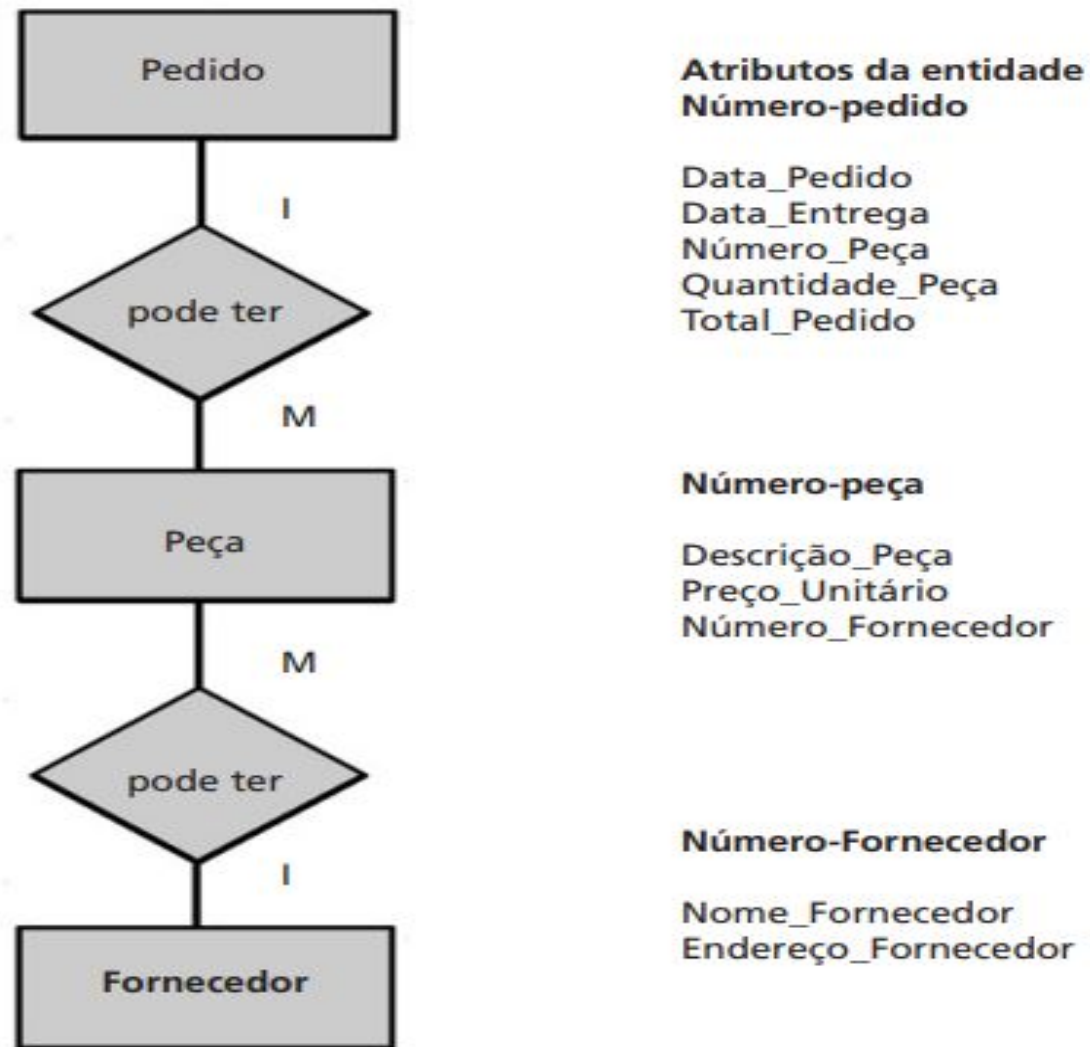 Pedido
Atributos da entidade
Número-pedido
Data_Pedido
Data_Entrega
Número_Peça
Quantidade_Peça
Total_Pedido
I
pode ter
M
Peça
Número-peça
Descrição_Peça
Preço_Unitário
Número_Fornecedor
M
pode ter
I
Fornecedor
Número-Fornecedor
Nome_Fornecedor
Endereço_Fornecedor